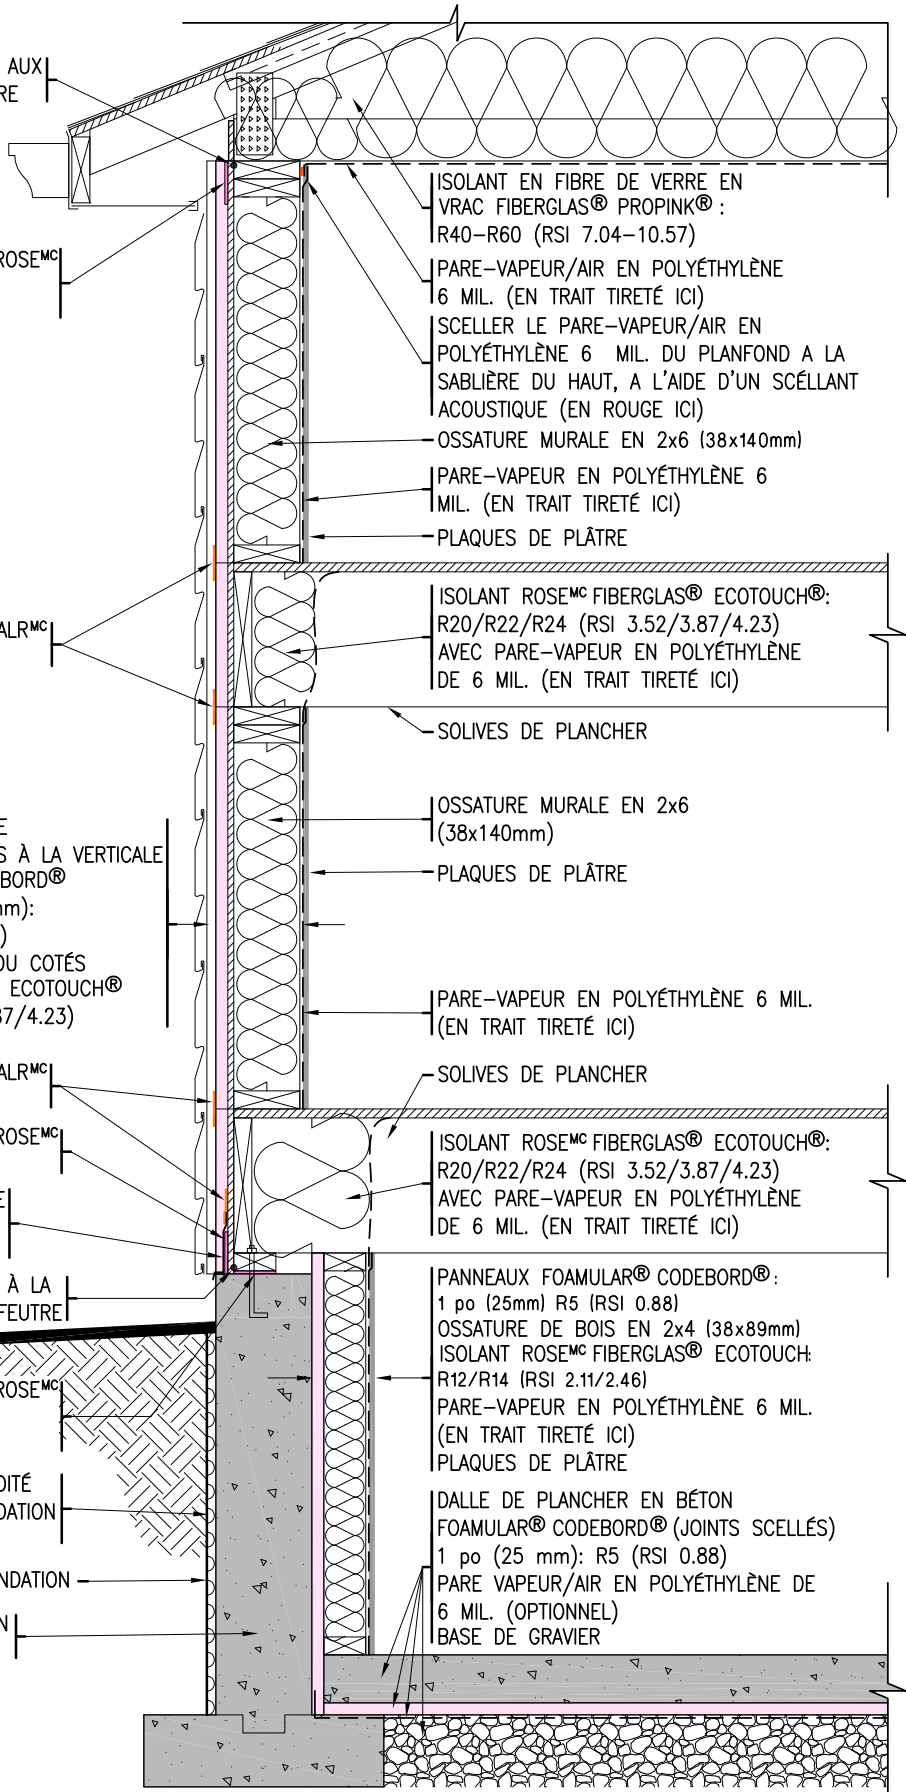 AUX
RE
ISOLANT EN FIBRE DE VERRE EN
VRAC FIBERGLAS® PROPINK® :
R40-R60 (RSI 7.04-10.57)
ROSEᴹᶜ
PARE-VAPEUR/AIR EN POLYÉTHYLÈNE
6 MIL. (EN TRAIT TIRETÉ ICI)
SCELLER LE PARE-VAPEUR/AIR EN
POLYÉTHYLÈNE 6 MIL. DU PLANFOND A LA
SABLIÈRE DU HAUT, A L'AIDE D'UN SCÉLLANT
ACOUSTIQUE (EN ROUGE ICI)
OSSATURE MURALE EN 2x6 (38x140mm)
PARE-VAPEUR EN POLYÉTHYLÈNE 6
MIL. (EN TRAIT TIRETÉ ICI)
PLAQUES DE PLÂTRE
ALRᴹᶜ
ISOLANT ROSEᴹᶜ FIBERGLAS® ECOTOUCH®:
R20/R22/R24 (RSI 3.52/3.87/4.23)
AVEC PARE-VAPEUR EN POLYÉTHYLÈNE
DE 6 MIL. (EN TRAIT TIRETÉ ICI)
SOLIVES DE PLANCHER
OSSATURE MURALE EN 2x6
(38x140mm)
PLAQUES DE PLÂTRE
E
S À LA VERTICALE
BORD®
mm):
)
OU COTÉS
ECOTOUCH®
87/4.23)
PARE-VAPEUR EN POLYÉTHYLÈNE 6 MIL.
(EN TRAIT TIRETÉ ICI)
SOLIVES DE PLANCHER
ALRᴹᶜ
ROSEᴹᶜ
ISOLANT ROSEᴹᶜ FIBERGLAS® ECOTOUCH®:
R20/R22/R24 (RSI 3.52/3.87/4.23)
AVEC PARE-VAPEUR EN POLYÉTHYLÈNE
DE 6 MIL. (EN TRAIT TIRETÉ ICI)
E
À LA
FEUTRE
PANNEAUX FOAMULAR® CODEBORD®:
1 po (25mm) R5 (RSI 0.88)
OSSATURE DE BOIS EN 2x4 (38x89mm)
ISOLANT ROSEᴹᶜ FIBERGLAS® ECOTOUCH:
R12/R14 (RSI 2.11/2.46)
PARE-VAPEUR EN POLYÉTHYLÈNE 6 MIL.
(EN TRAIT TIRETÉ ICI)
PLAQUES DE PLÂTRE
ROSEᴹᶜ
DITÉ
DATION
NDATION
N
DALLE DE PLANCHER EN BÉTON
FOAMULAR® CODEBORD® (JOINTS SCELLÉS)
1 po (25 mm): R5 (RSI 0.88)
PARE VAPEUR/AIR EN POLYÉTHYLÈNE DE
6 MIL. (OPTIONNEL)
BASE DE GRAVIER